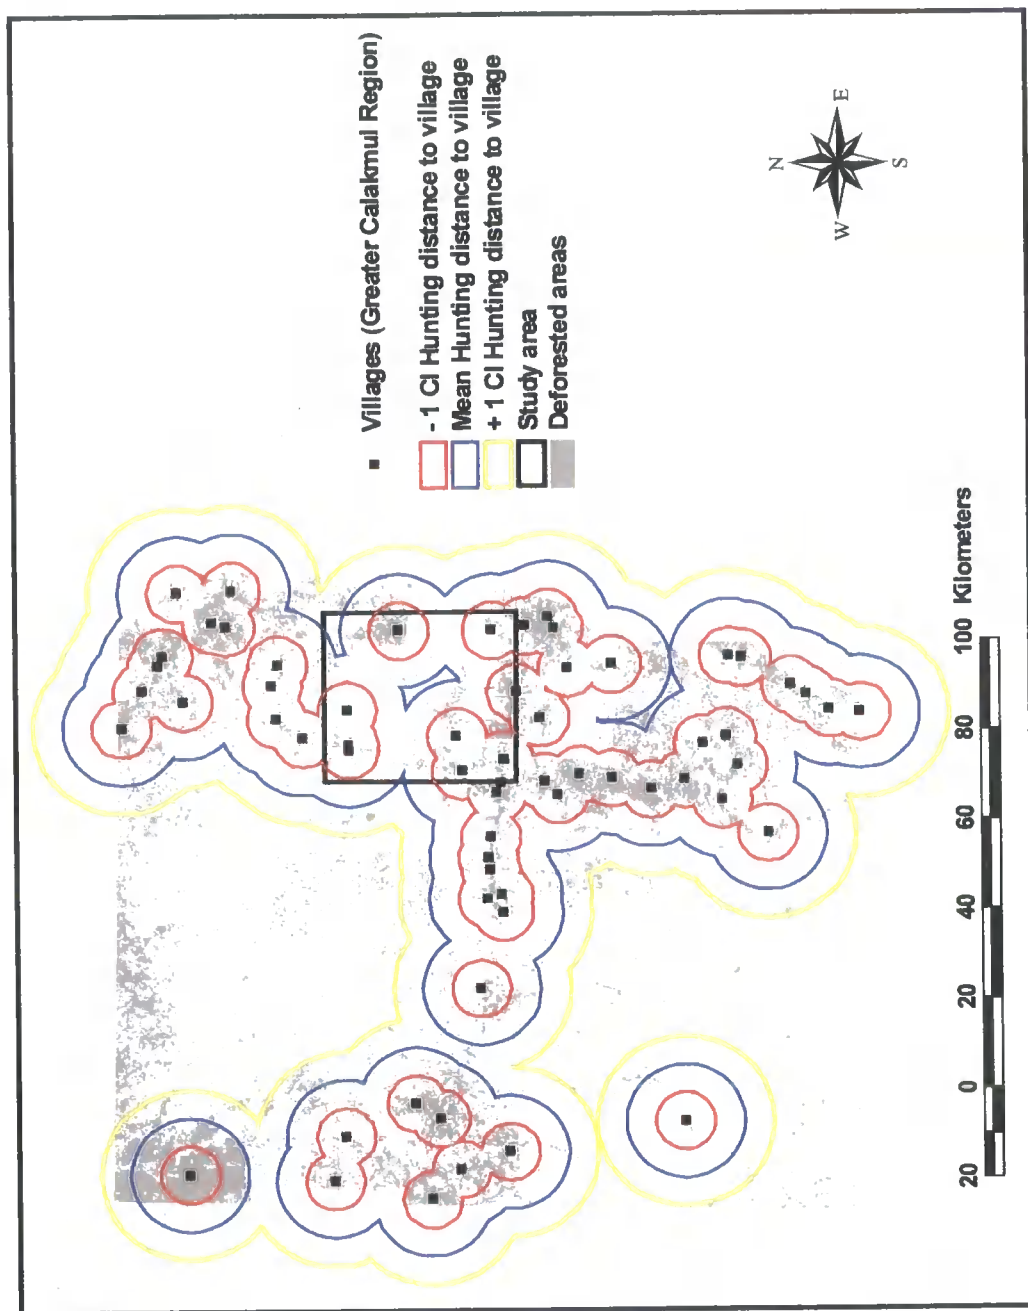 Villages (Greater Calakmul Region)
- 1 CI Hunting distance to village
Mean Hunting distance to village
+ 1 CI Hunting distance to village
Study area
Deforested areas
N
W
E
S
20 0 20 40 60 80 100 Kilometers